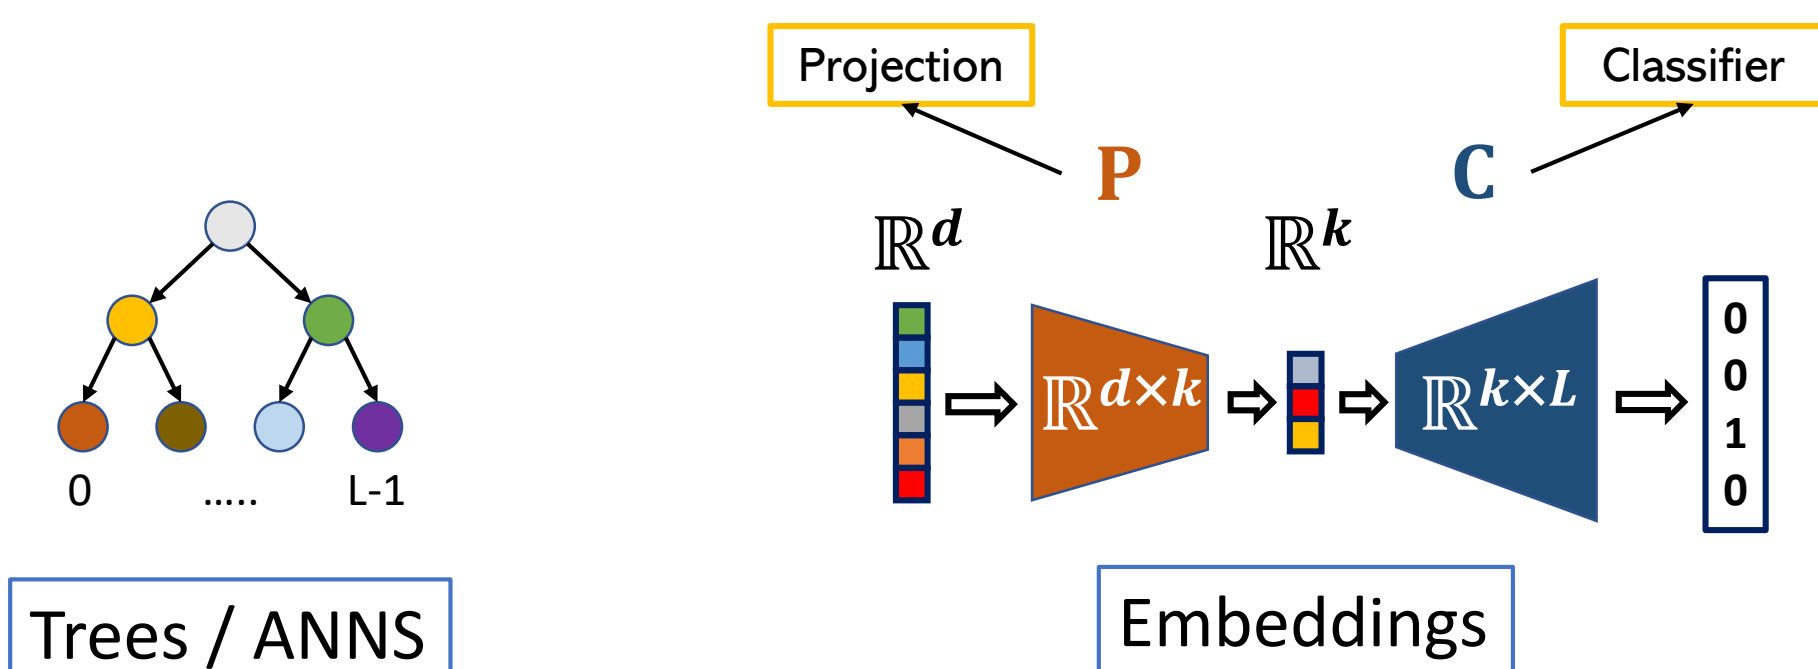 Projection
Classifier
P
C
ℝ^d
ℝ^k
ℝ^{d×k}
ℝ^{k×L}
0
0
1
0
0 ..... L-1
Trees / ANNS
Embeddings